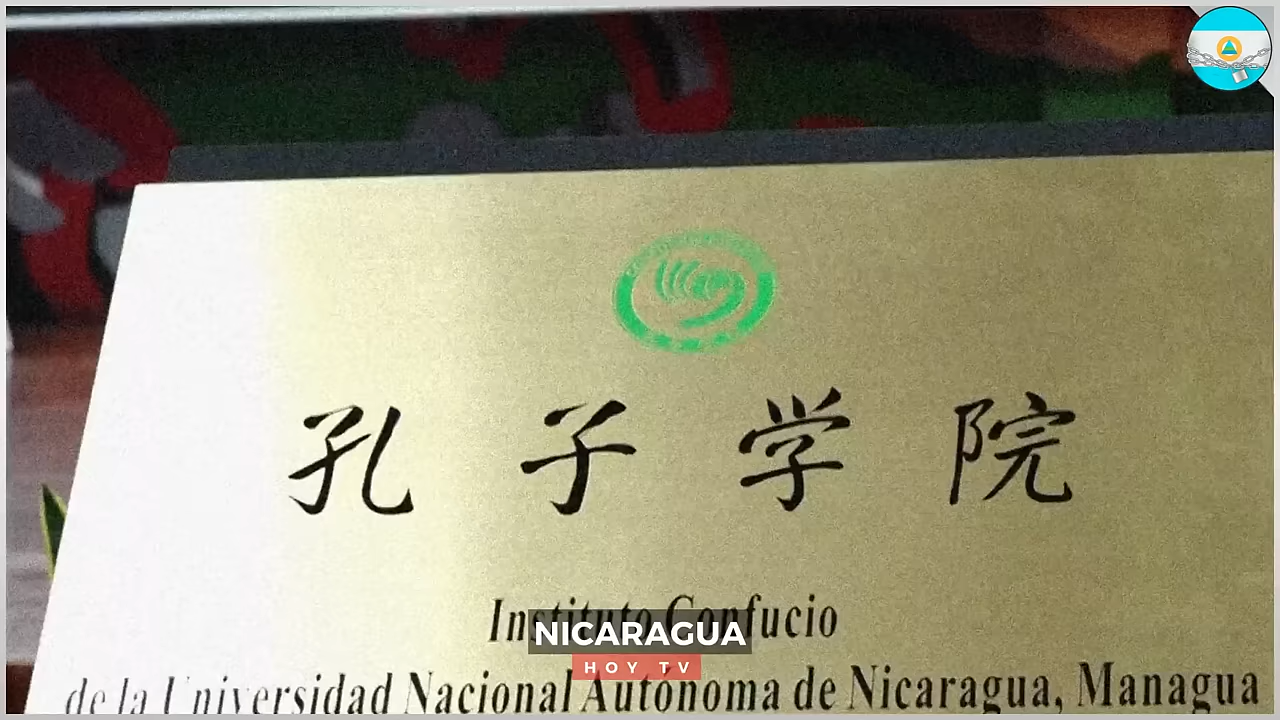 孔子学院
Instituto Confucio
NICARAGUA
HOY TV
de la Universidad Nacional Autónoma de Nicaragua, Managua